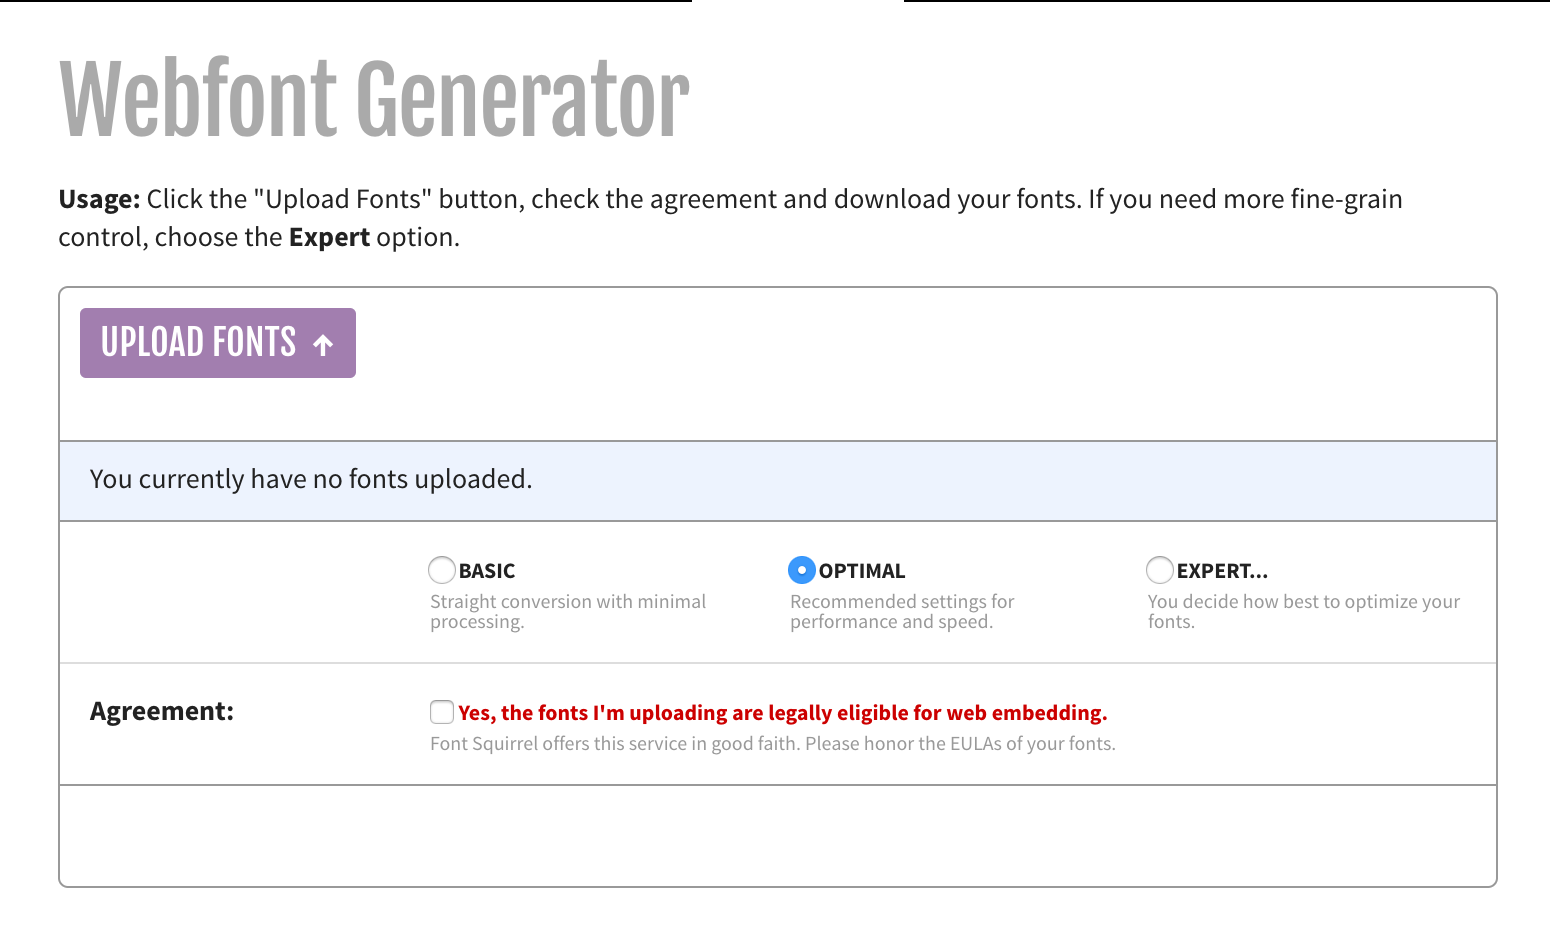 Webfont Generator
Usage: Click the "Upload Fonts" button, check the agreement and download your fonts. If you need more fine-grain
control, choose the Expert option.
UPLOAD FONTS ↑
You currently have no fonts uploaded.
BASIC
Straight conversion with minimal
processing.
OPTIMAL
Recommended settings for
performance and speed.
EXPERT...
You decide how best to optimize your
fonts.
Agreement:
Yes, the fonts I'm uploading are legally eligible for web embedding.
Font Squirrel offers this service in good faith. Please honor the EULAs of your fonts.